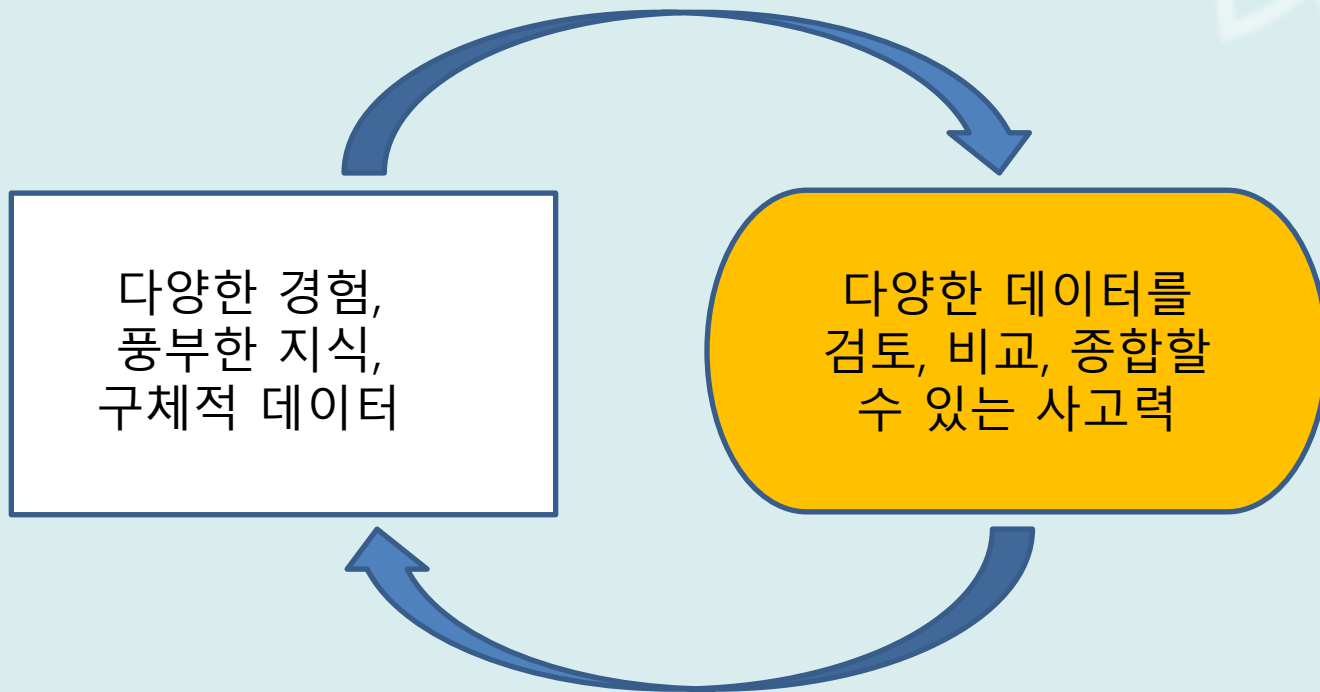 다양한 경험,
풍부한 지식,
구체적 데이터
다양한 데이터를
검토, 비교, 종합할
수 있는 사고력